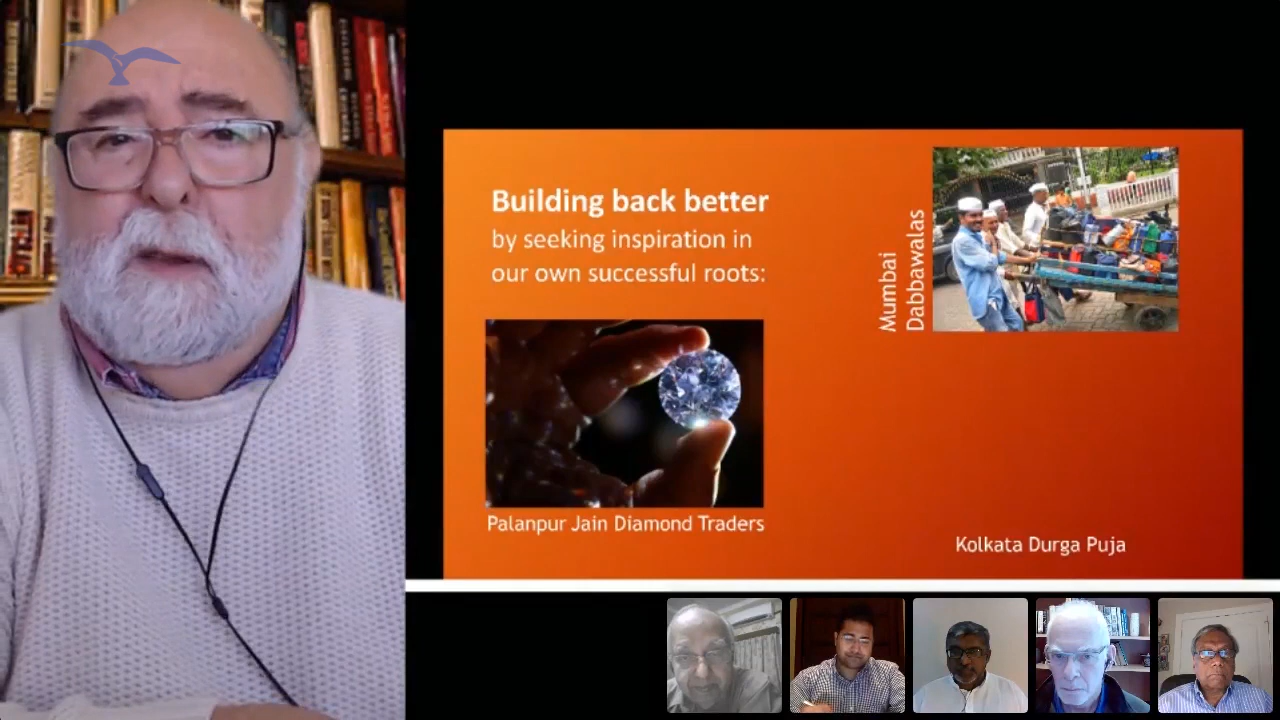 Building back better
by seeking inspiration in
our own successful roots:
Mumbai
Dabbawalas
Palanpur Jain Diamond Traders
Kolkata Durga Puja